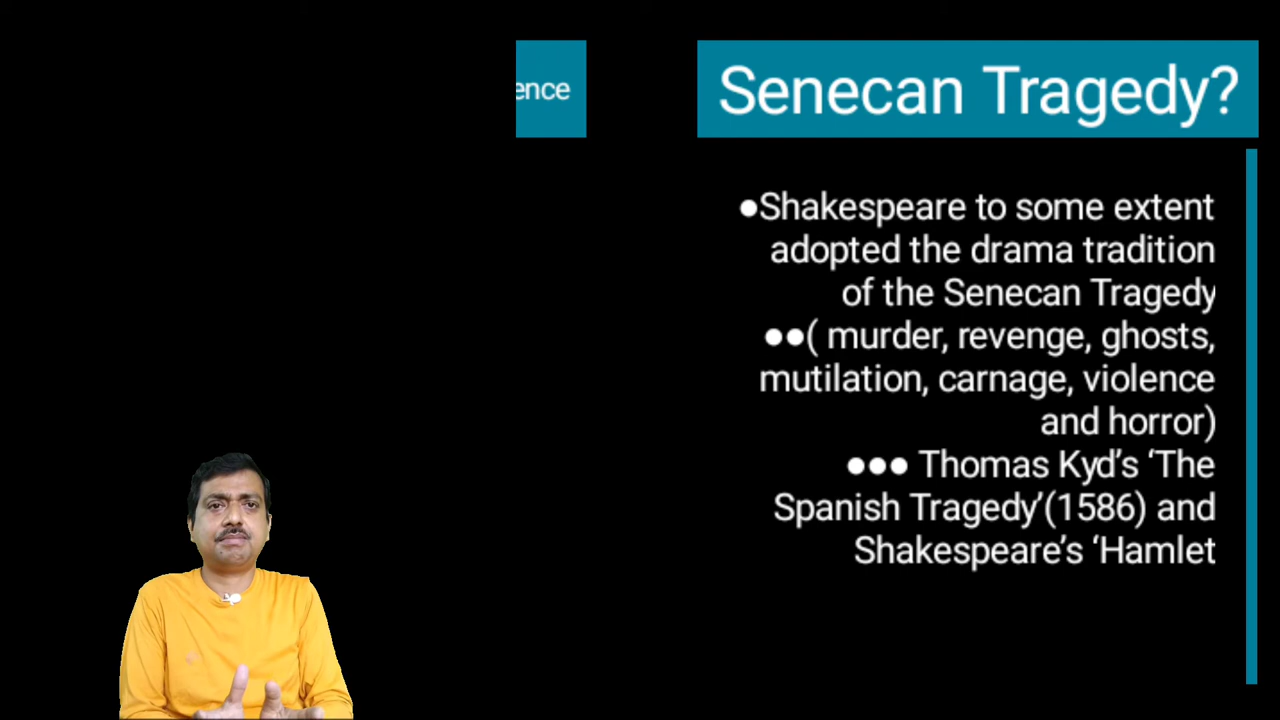 ence
Senecan Tragedy?
●Shakespeare to some extent
adopted the drama tradition
of the Senecan Tragedy
●●( murder, revenge, ghosts,
mutilation, carnage, violence
and horror)
●●● Thomas Kyd’s ‘The
Spanish Tragedy’(1586) and
Shakespeare’s ‘Hamlet